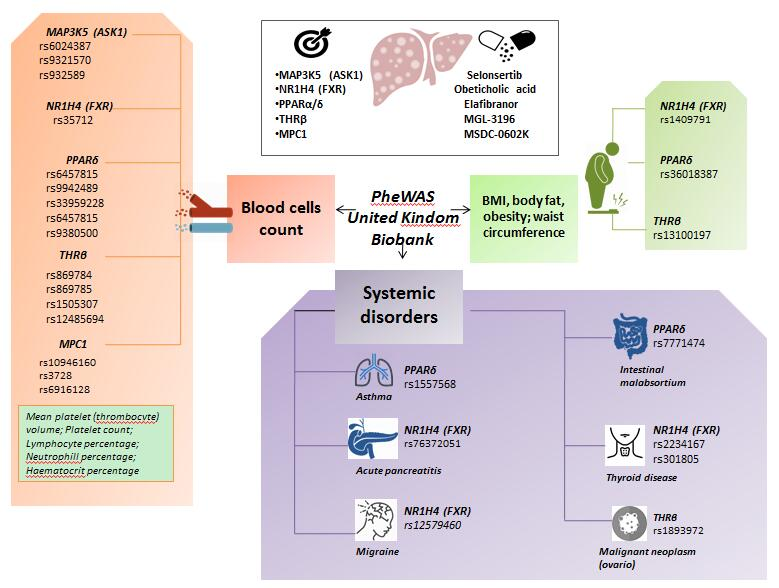 MAP3K5 (ASK1)
rs6024387
rs9321570
rs932589
NR1H4 (FXR)
rs35712
PPARδ
rs6457815
rs9942489
rs33959228
rs6457815
rs9380500
THRβ
rs869784
rs869785
rs1505307
rs12485694
MPC1
rs10946160
rs3728
rs6916128
Mean platelet (thrombocyte)
volume; Platelet count;
Lymphocyte percentage;
Neutrophill percentage;
Haematocrit percentage
•MAP3K5 (ASK1)
•NR1H4 (FXR)
•PPARα/δ
•THRβ
•MPC1
Selonsertib
Obeticholic acid
Elafibranor
MGL-3196
MSDC-0602K
Blood cells
count
PheWAS
United Kindom
Biobank
BMI, body fat,
obesity; waist
circumference
NR1H4 (FXR)
rs1409791
PPARδ
rs36018387
THRβ
rs13100197
Systemic
disorders
PPARδ
rs1557568
Asthma
NR1H4 (FXR)
rs76372051
Acute pancreatitis
NR1H4 (FXR)
rs12579460
Migraine
PPARδ
rs7771474
Intestinal
malabsortium
NR1H4 (FXR)
rs2234167
rs301805
Thyroid disease
THRβ
rs1893972
Malignant neoplasm
(ovario)